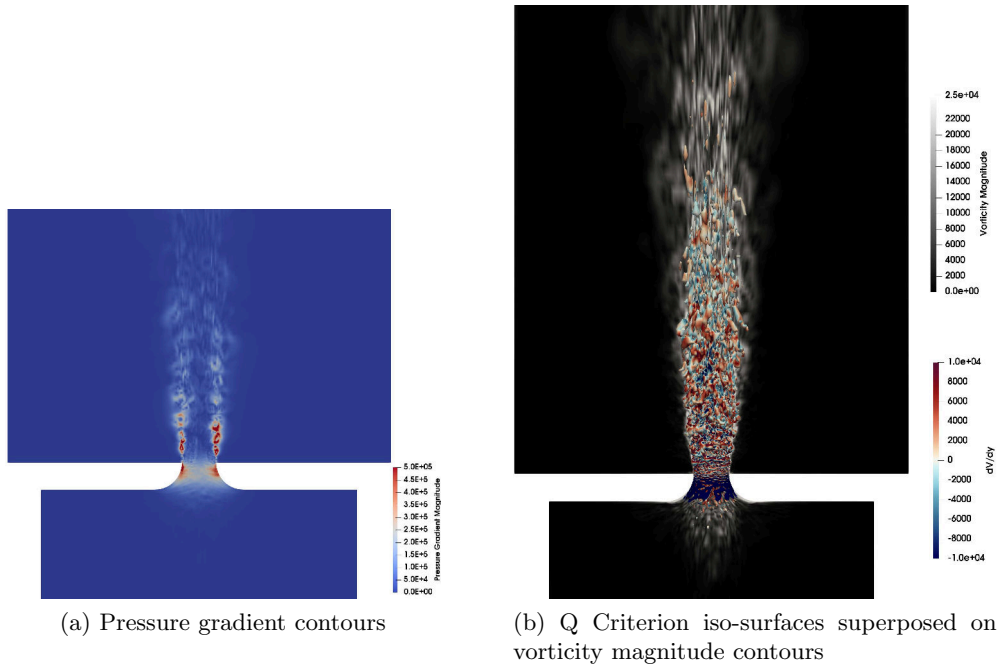 5.0E+05
4.5E+5
4.0E+5
3.5E+5
3.0E+5
2.5E+5
2.0E+5
1.5E+5
1.0E+5
5.0E+4
0.0E+00
Pressure Gradient Magnitude
(a) Pressure gradient contours
2.5e+04
22000
20000
18000
16000
14000
12000
10000
8000
6000
4000
2000
0.0e+00
Vorticity Magnitude
1.0e+04
8000
6000
4000
2000
0
-2000
-4000
-6000
-8000
-1.0e+04
dV/dy
(b) Q Criterion iso-surfaces superposed on
vorticity magnitude contours